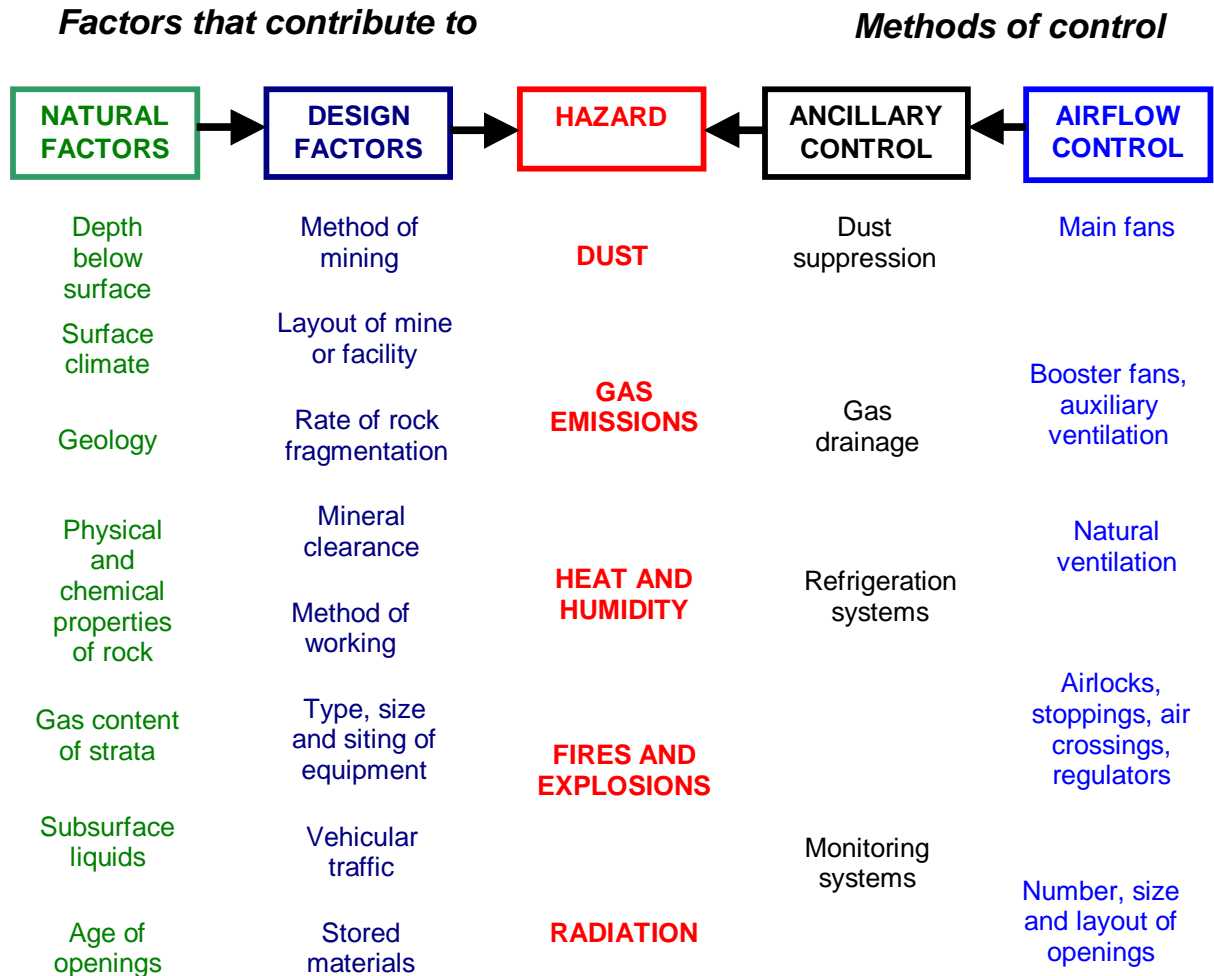 Factors that contribute to
Methods of control
NATURAL
FACTORS
DESIGN
FACTORS
HAZARD
ANCILLARY
CONTROL
AIRFLOW
CONTROL
Depth
below
surface
Surface
climate
Geology
Physical
and
chemical
properties
of rock
Gas content
of strata
Subsurface
liquids
Age of
openings
Method of
mining
Layout of mine
or facility
Rate of rock
fragmentation
Mineral
clearance
Method of
working
Type, size
and siting of
equipment
Vehicular
traffic
Stored
materials
DUST
GAS
EMISSIONS
HEAT AND
HUMIDITY
FIRES AND
EXPLOSIONS
RADIATION
Dust
suppression
Gas
drainage
Refrigeration
systems
Monitoring
systems
Main fans
Booster fans,
auxiliary
ventilation
Natural
ventilation
Airlocks,
stoppings, air
crossings,
regulators
Number, size
and layout of
openings